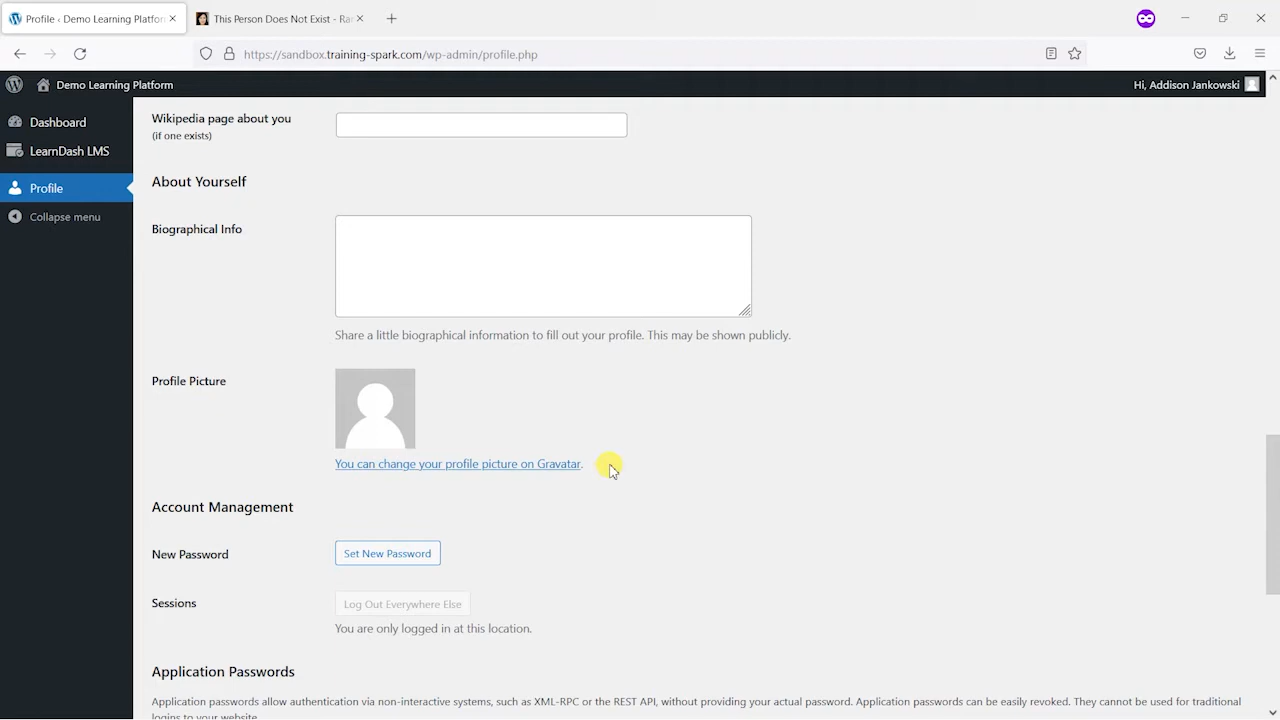 Profile ‹ Demo Learning Platforn
This Person Does Not Exist - Rar
https://sandbox.training-spark.com/wp-admin/profile.php
Demo Learning Platform
Hi, Addison Jankowski
Dashboard
LearnDash LMS
Profile
Collapse menu
Wikipedia page about you
(if one exists)
About Yourself
Biographical Info
Share a little biographical information to fill out your profile. This may be shown publicly.
Profile Picture
You can change your profile picture on Gravatar.
Account Management
New Password
Set New Password
Sessions
Log Out Everywhere Else
You are only logged in at this location.
Application Passwords
Application passwords allow authentication via non-interactive systems, such as XML-RPC or the REST API, without providing your actual password. Application passwords can be easily revoked. They cannot be used for traditional
logins to your website.